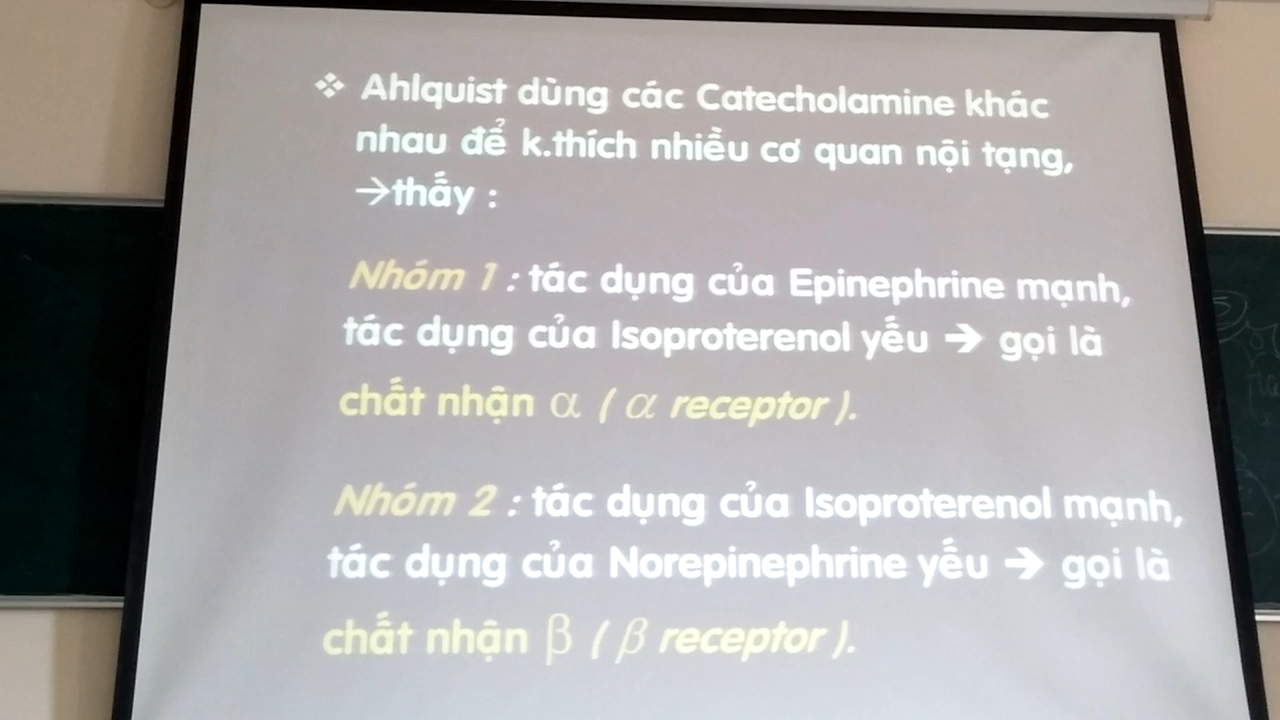 ❖ Ahlquist dùng các Catecholamine khác
nhau để k.thích nhiều cơ quan nội tạng,
→thấy :
Nhóm 1 : tác dụng của Epinephrine mạnh,
tác dụng của Isoproterenol yếu → gọi là
chất nhận α ( α receptor ).
Nhóm 2 : tác dụng của Isoproterenol mạnh,
tác dụng của Norepinephrine yếu → gọi là
chất nhận β ( β receptor ).